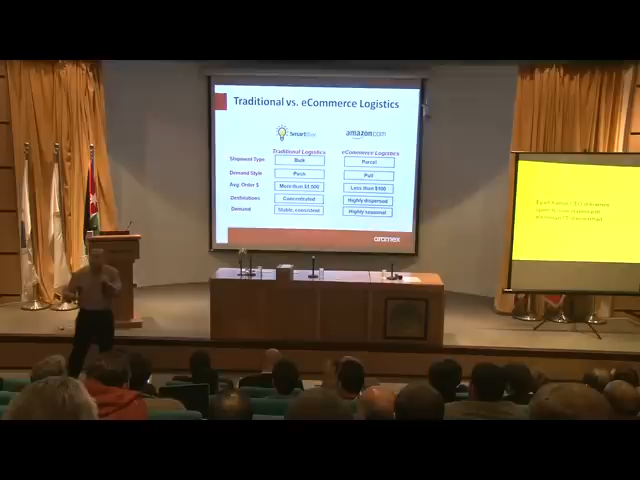 Traditional vs. eCommerce Logistics
amazon.com
Traditional Logistics eCommerce Logistics
Shipment Type Bulk Parcel
Demand Style Push Pull
Avg. Order $ More than $1,000 Less than $100
Destinations Concentrated Highly dispersed
Demand Stable, consistent Highly seasonal
aramex